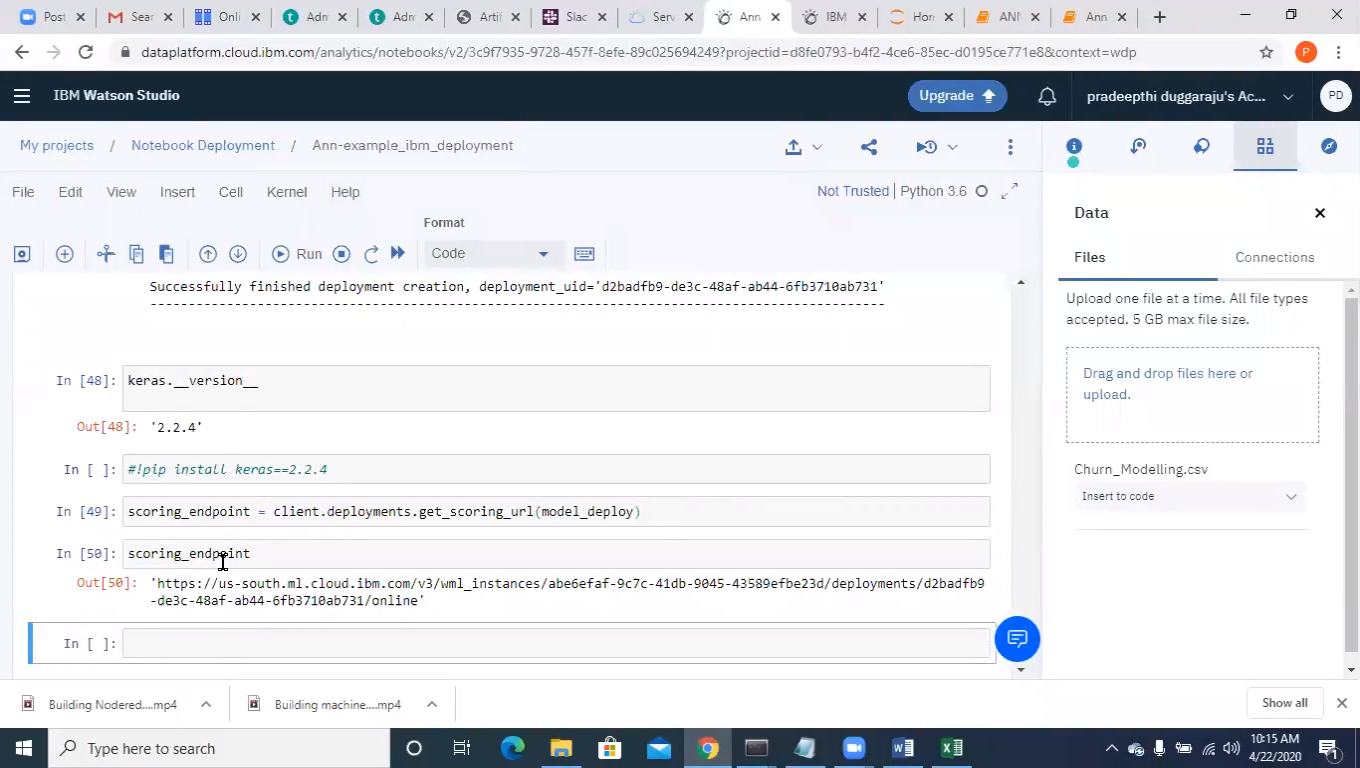 Post
Sear
Onli
Adn
Adn
Artif
Slac
Serv
Ann
IBM
Hon
ANN
Ann
dataplatform.cloud.ibm.com/analytics/notebooks/v2/3c9f7935-9728-457f-8efe-89c025694249?projectid=d8fe0793-b4f2-4ce6-85ec-d0195ce771e8&context=wdp
P
IBM Watson Studio
Upgrade
pradeepthi duggaraju's Ac...
PD
My projects / Notebook Deployment / Ann-example_ibm_deployment
File Edit View Insert Cell Kernel Help
Not Trusted | Python 3.6
Format
Run
Code
Successfully finished deployment creation, deployment_uid='d2badfb9-de3c-48af-ab44-6fb3710ab731'
------------------------------------------------------------------------------------------------
In [48]: keras.__version__
Out[48]: '2.2.4'
In [ ]: #!pip install keras==2.2.4
In [49]: scoring_endpoint = client.deployments.get_scoring_url(model_deploy)
In [50]: scoring_endpoint
Out[50]: 'https://us-south.ml.cloud.ibm.com/v3/wml_instances/abe6efaf-9c7c-41db-9045-43589efbe23d/deployments/d2badfb9
-de3c-48af-ab44-6fb3710ab731/online'
In [ ]:
Data
Files
Connections
Upload one file at a time. All file types
accepted. 5 GB max file size.
Drag and drop files here or
upload.
Churn_Modelling.csv
Insert to code
Building Nodered....mp4
Building machine....mp4
Show all
Type here to search
10:15 AM
4/22/2020
1